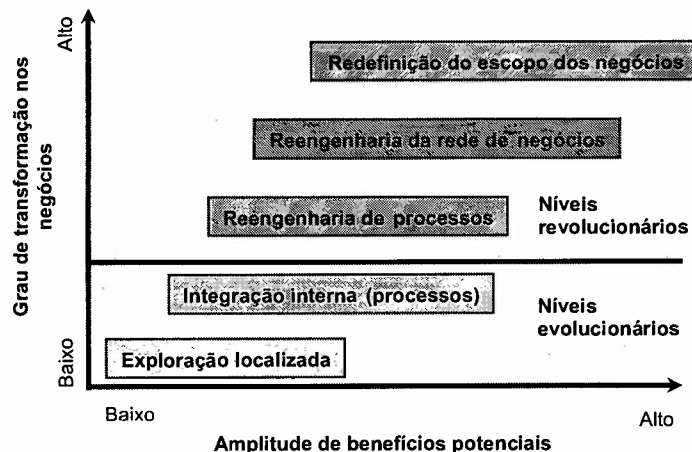 Alto
Redefinição do escopo dos negócios
Reengenharia da rede de negócios
Grau de transformação nos
negócios
Reengenharia de processos
Níveis
revolucionários
Integração interna (processos)
Níveis
evolucionários
Exploração localizada
Baixo
Baixo
Alto
Amplitude de benefícios potenciais